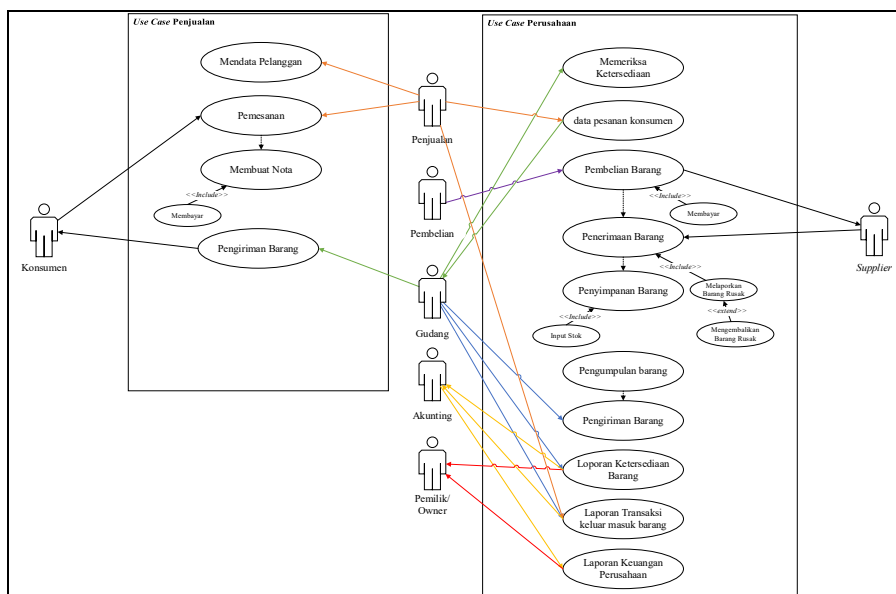 Use Case Penjualan
Mendata Pelanggan
Pemesanan
Membuat Nota
<<Include>>
Membayar
Pengiriman Barang
Konsumen
Penjualan
Pembelian
Gudang
Akunting
Pemilik/
Owner
Use Case Perusahaan
Memeriksa
Ketersediaan
data pesanan konsumen
Pembelian Barang
<<Include>>
Membayar
Penerimaan Barang
<<Include>>
Melaporkan
Barang Rusak
<<extend>>
Mengembalikan
Barang Rusak
Penyimpanan Barang
<<Include>>
Input Stok
Pengumpulan barang
Pengiriman Barang
Loporan Ketersediaan
Barang
Laporan Transaksi
keluar masuk barang
Laporan Keuangan
Perusahaan
Supplier